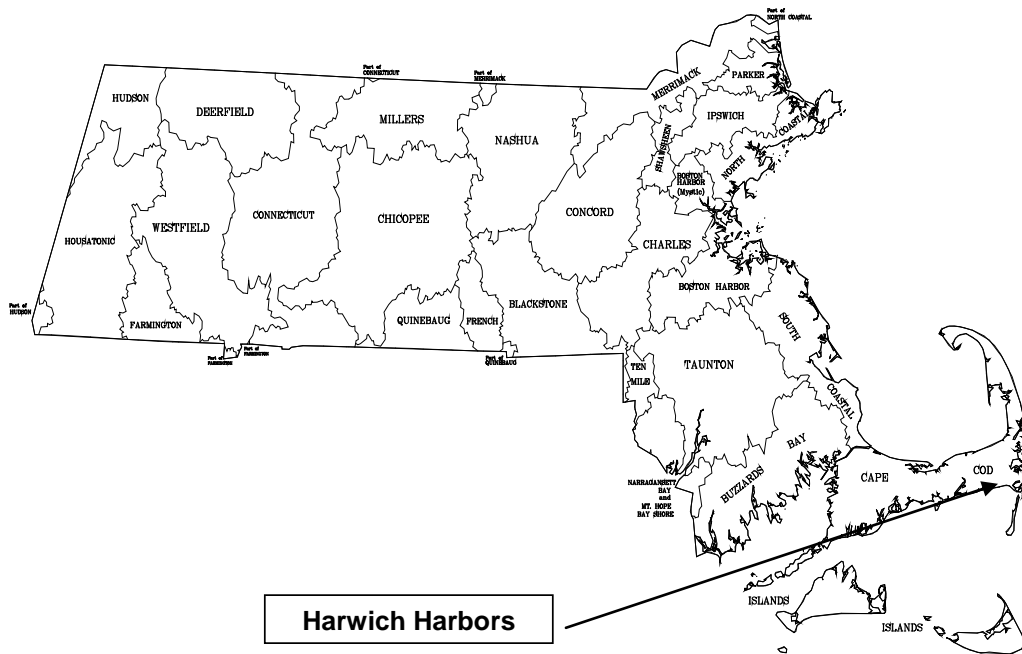 Part of
NORTH COASTAL
Part of
CONNECTICUT
Part of
MERRIMACK
MERRIMACK
PARKER
HUDSON
DEERFIELD
MILLERS
NASHUA
IPSWICH
COASTAL
SHAWSHEEN
NORTH
BOSTON
HARBOR
(Mystic)
CONCORD
CONNECTICUT
CHICOPEE
WESTFIELD
HOUSATONIC
CHARLES
BOSTON HARBOR
BLACKSTONE
Part of
HUDSON
FARMINGTON
QUINEBAUG
FRENCH
SOUTH
COASTAL
Part of
FARMINGTON
Part of
FARMINGTON
Part of
QUINEBAUG
TEN
MILE
TAUNTON
BUZZARDS
BAY
CAPE
COD
NARRAGANSETT
BAY
and
MT. HOPE
BAY SHORE
ISLANDS
ISLANDS
Harwich Harbors